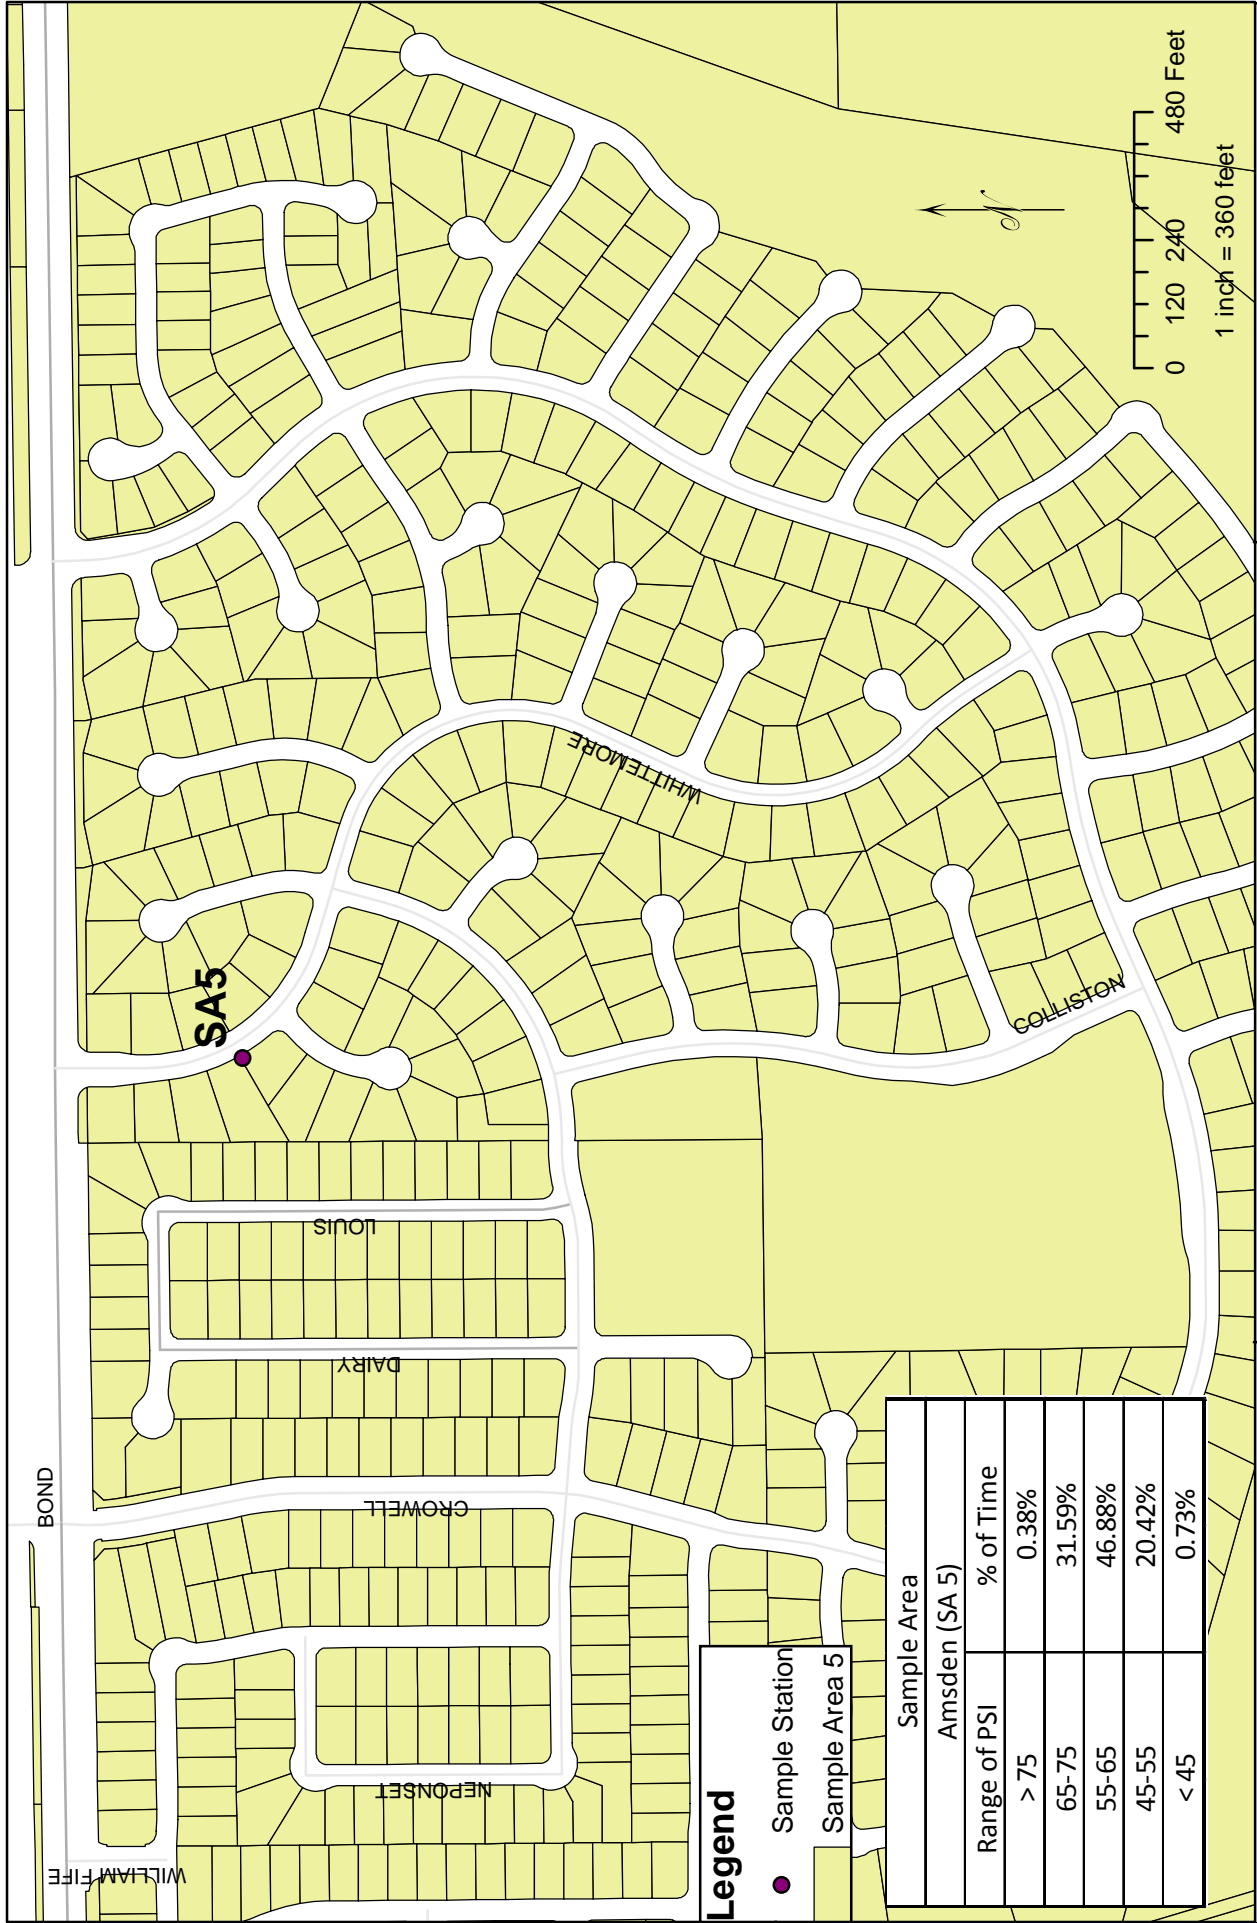 BOND
WILLIAM FIFE
NEPONSET
CROWELL
DAIRY
LOUIS
SA5
WHITTEMORE
COLLISTON
N
0 120 240 480 Feet
1 inch = 360 feet
Legend
Sample Station
Sample Area 5
Sample Area
Amsden (SA 5)
Range of PSI % of Time
> 75 0.38%
65-75 31.59%
55-65 46.88%
45-55 20.42%
< 45 0.73%